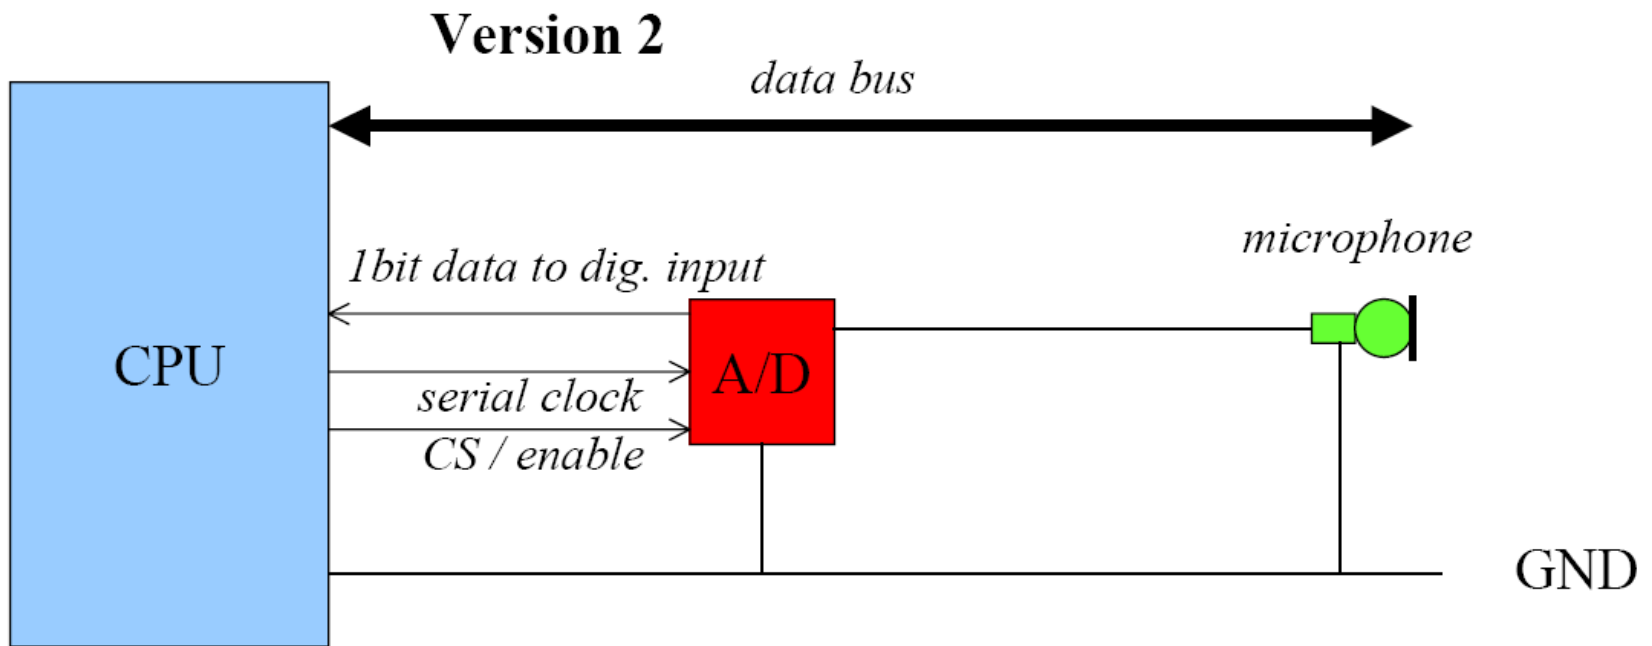 Version 2
data bus
microphone
1bit data to dig. input
CPU
A/D
serial clock
CS / enable
GND